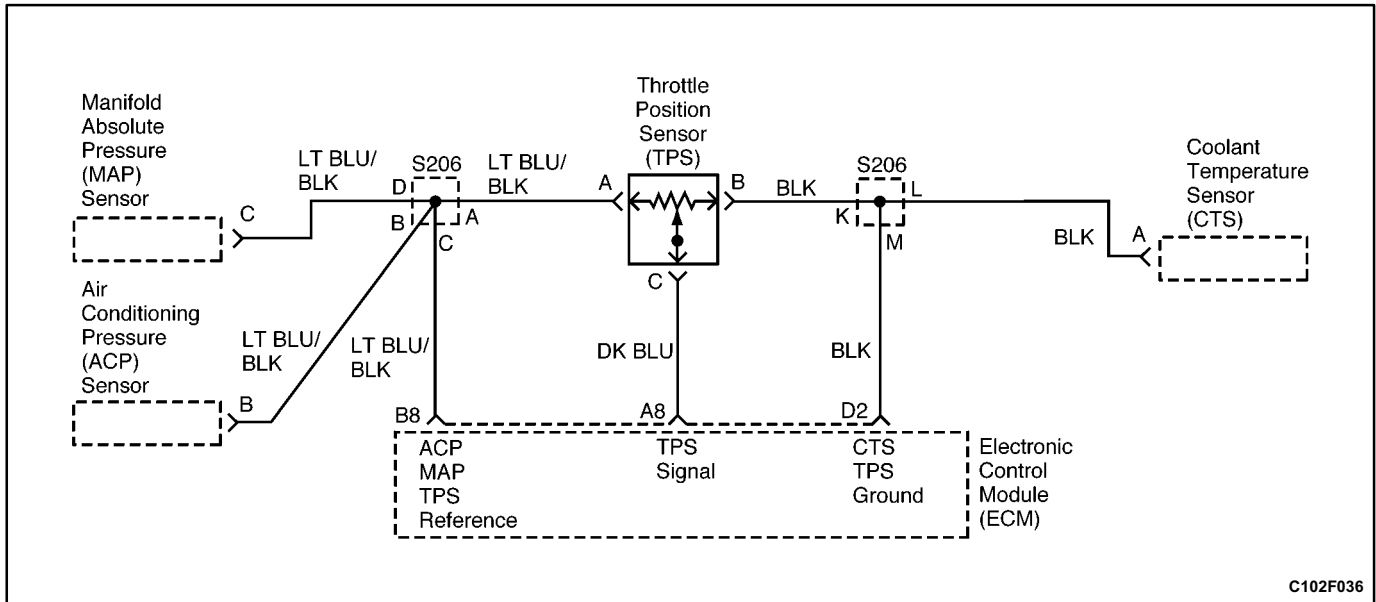 Manifold
Absolute
Pressure
(MAP)
Sensor
C
LT BLU/
BLK
D
S206
B
A
C
LT BLU/
BLK
Throttle
Position
Sensor
(TPS)
A
B
C
BLK
S206
K
L
M
BLK
A
Coolant
Temperature
Sensor
(CTS)
Air
Conditioning
Pressure
(ACP)
Sensor
B
LT BLU/
BLK
LT BLU/
BLK
DK BLU
BLK
B8
A8
D2
ACP
MAP
TPS
Reference
TPS
Signal
CTS
TPS
Ground
Electronic
Control
Module
(ECM)
C102F036